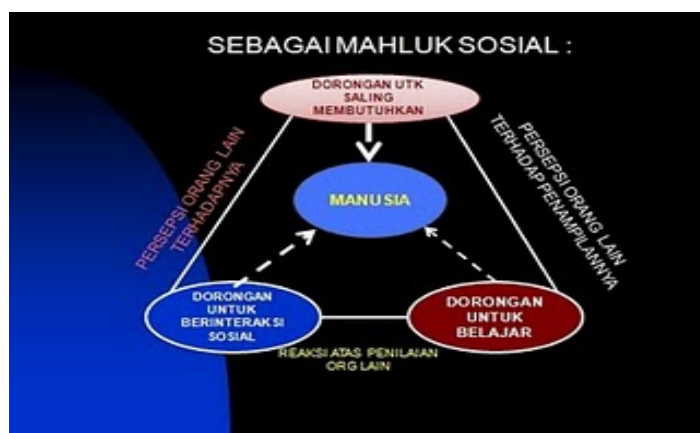 SEBAGAI MAHLUK SOSIAL :
DORONGAN UTK
SALING
MEMBUTUHKAN
PERSEPSI ORANG LAIN
TERHADAPNYA
PERSEPSI ORANG LAIN
TERHADAP PENAMPILANNYA
MANUSIA
DORONGAN
UNTUK
BERINTERAKSI
SOSIAL
DORONGAN
UNTUK
BELAJAR
REAKSI ATAS PENILAIAN
ORG LAIN